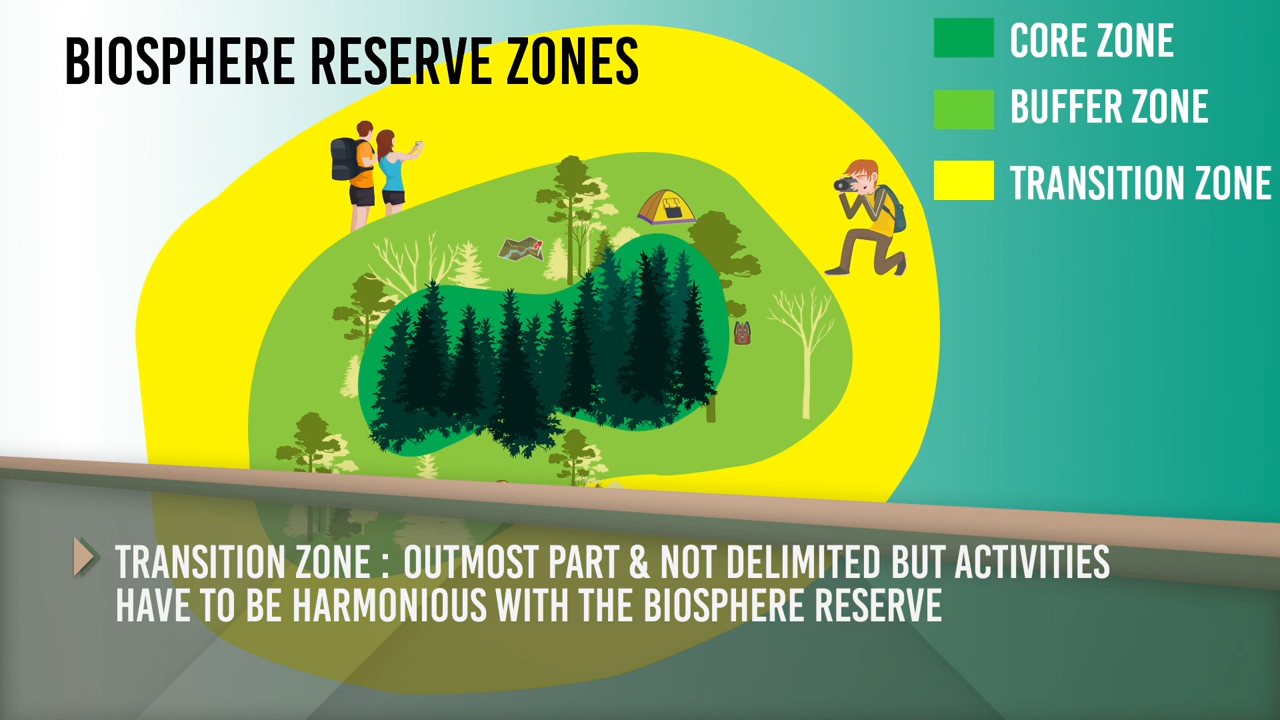 BIOSPHERE RESERVE ZONES
CORE ZONE
BUFFER ZONE
TRANSITION ZONE
TRANSITION ZONE : OUTMOST PART & NOT DELIMITED BUT ACTIVITIES
HAVE TO BE HARMONIOUS WITH THE BIOSPHERE RESERVE